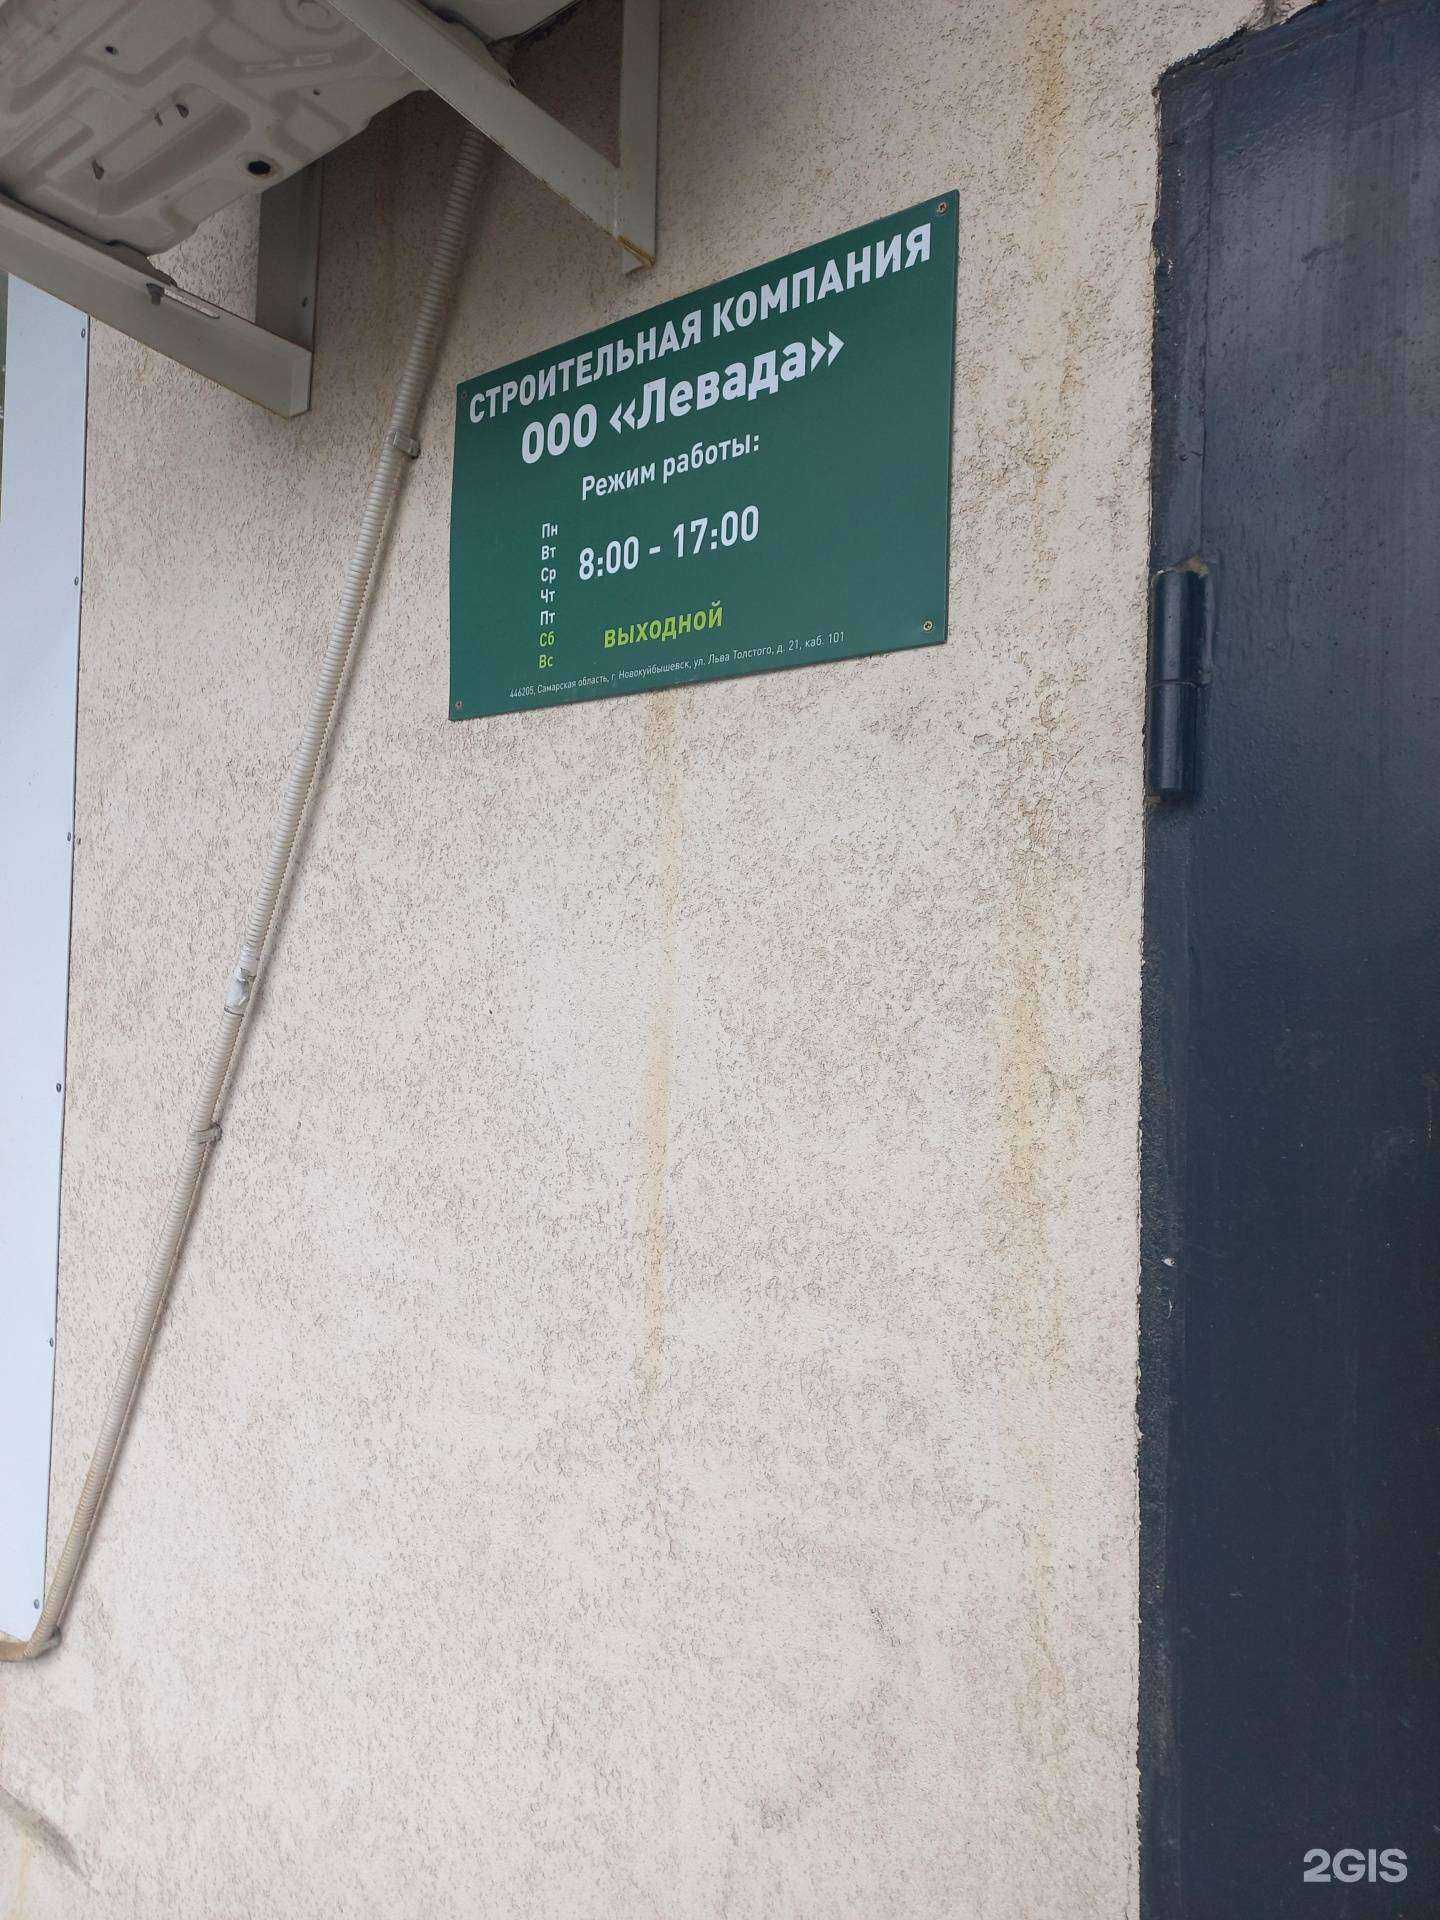 СТРОИТЕЛЬНАЯ КОМПАНИЯ
ООО «Левада»
Режим работы:
Пн
Вт
Ср
Чт
Пт
8:00 - 17:00
Сб
Вс
выходной
446205, Самарская область, г. Новокуйбышевск, ул. Льва Толстого, д. 21, каб. 101
2GIS